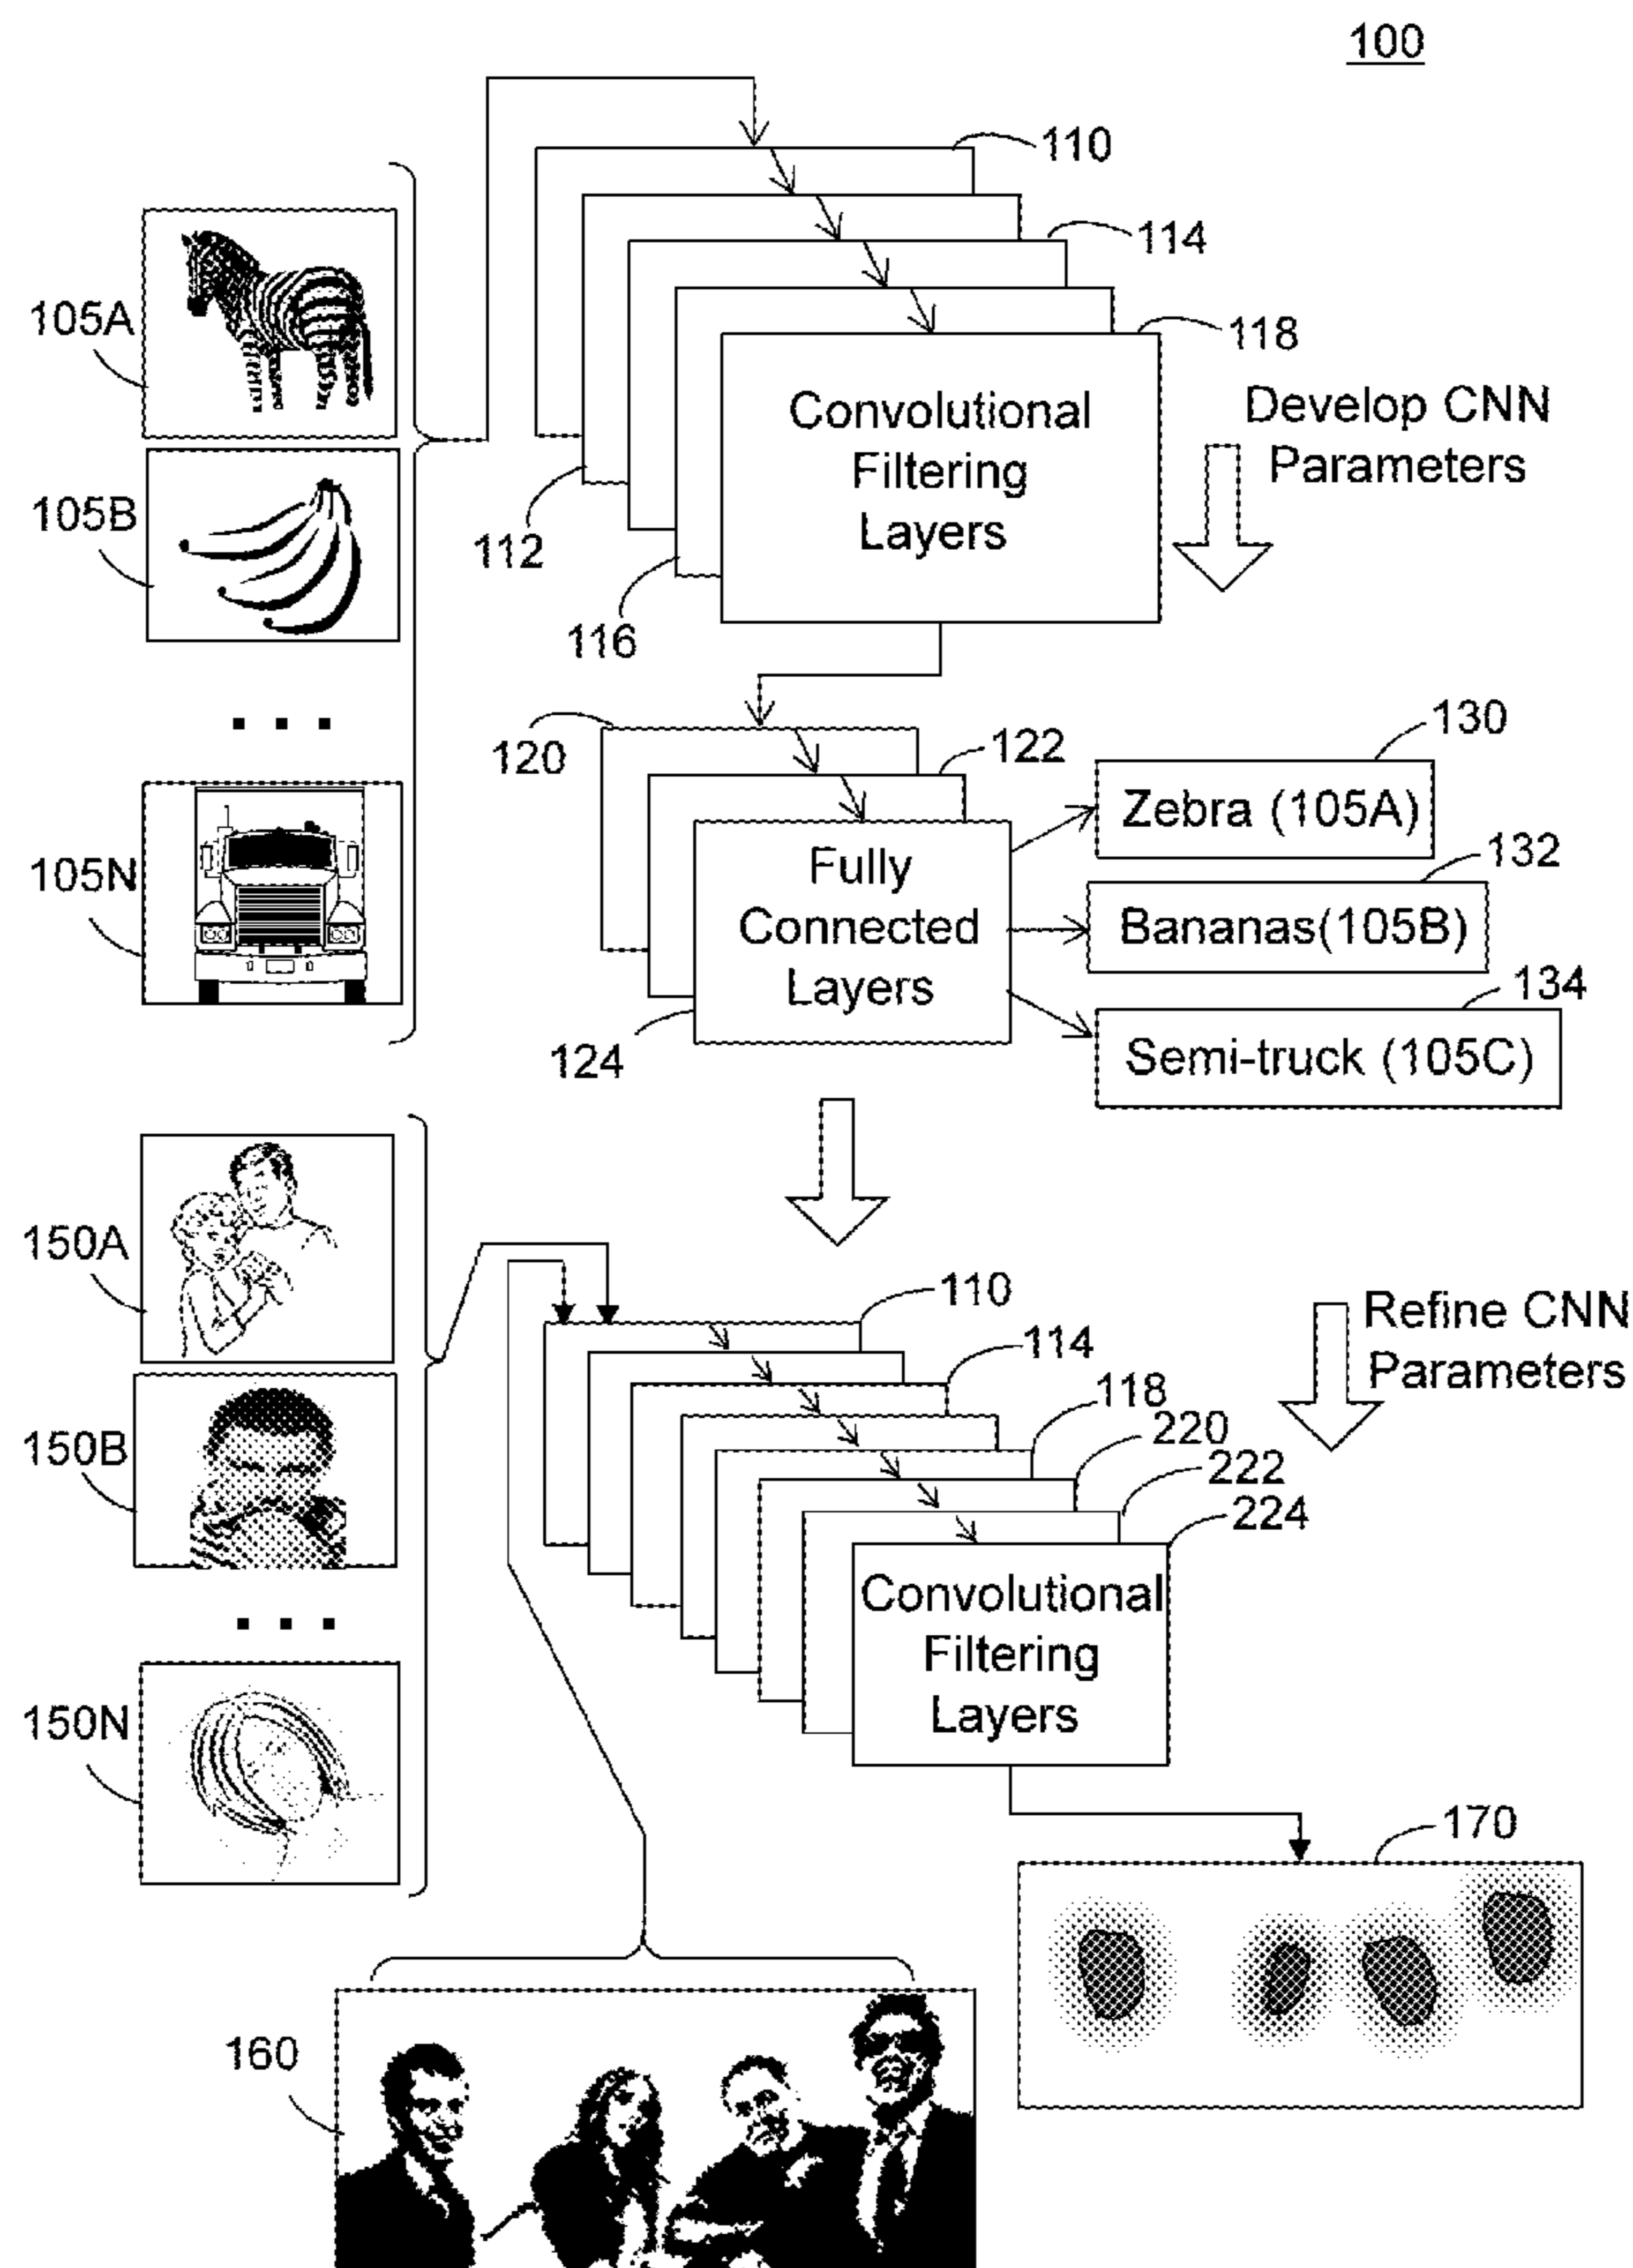 100
110
114
118
105A
Convolutional
Filtering
Layers
Develop CNN
Parameters
105B
112
116
120
122
130
Zebra (105A)
105N
Fully
Connected
Layers
132
Bananas(105B)
134
Semi-truck (105C)
124
150A
110
114
118
220
222
224
Refine CNN
Parameters
150B
Convolutional
Filtering
Layers
150N
170
160